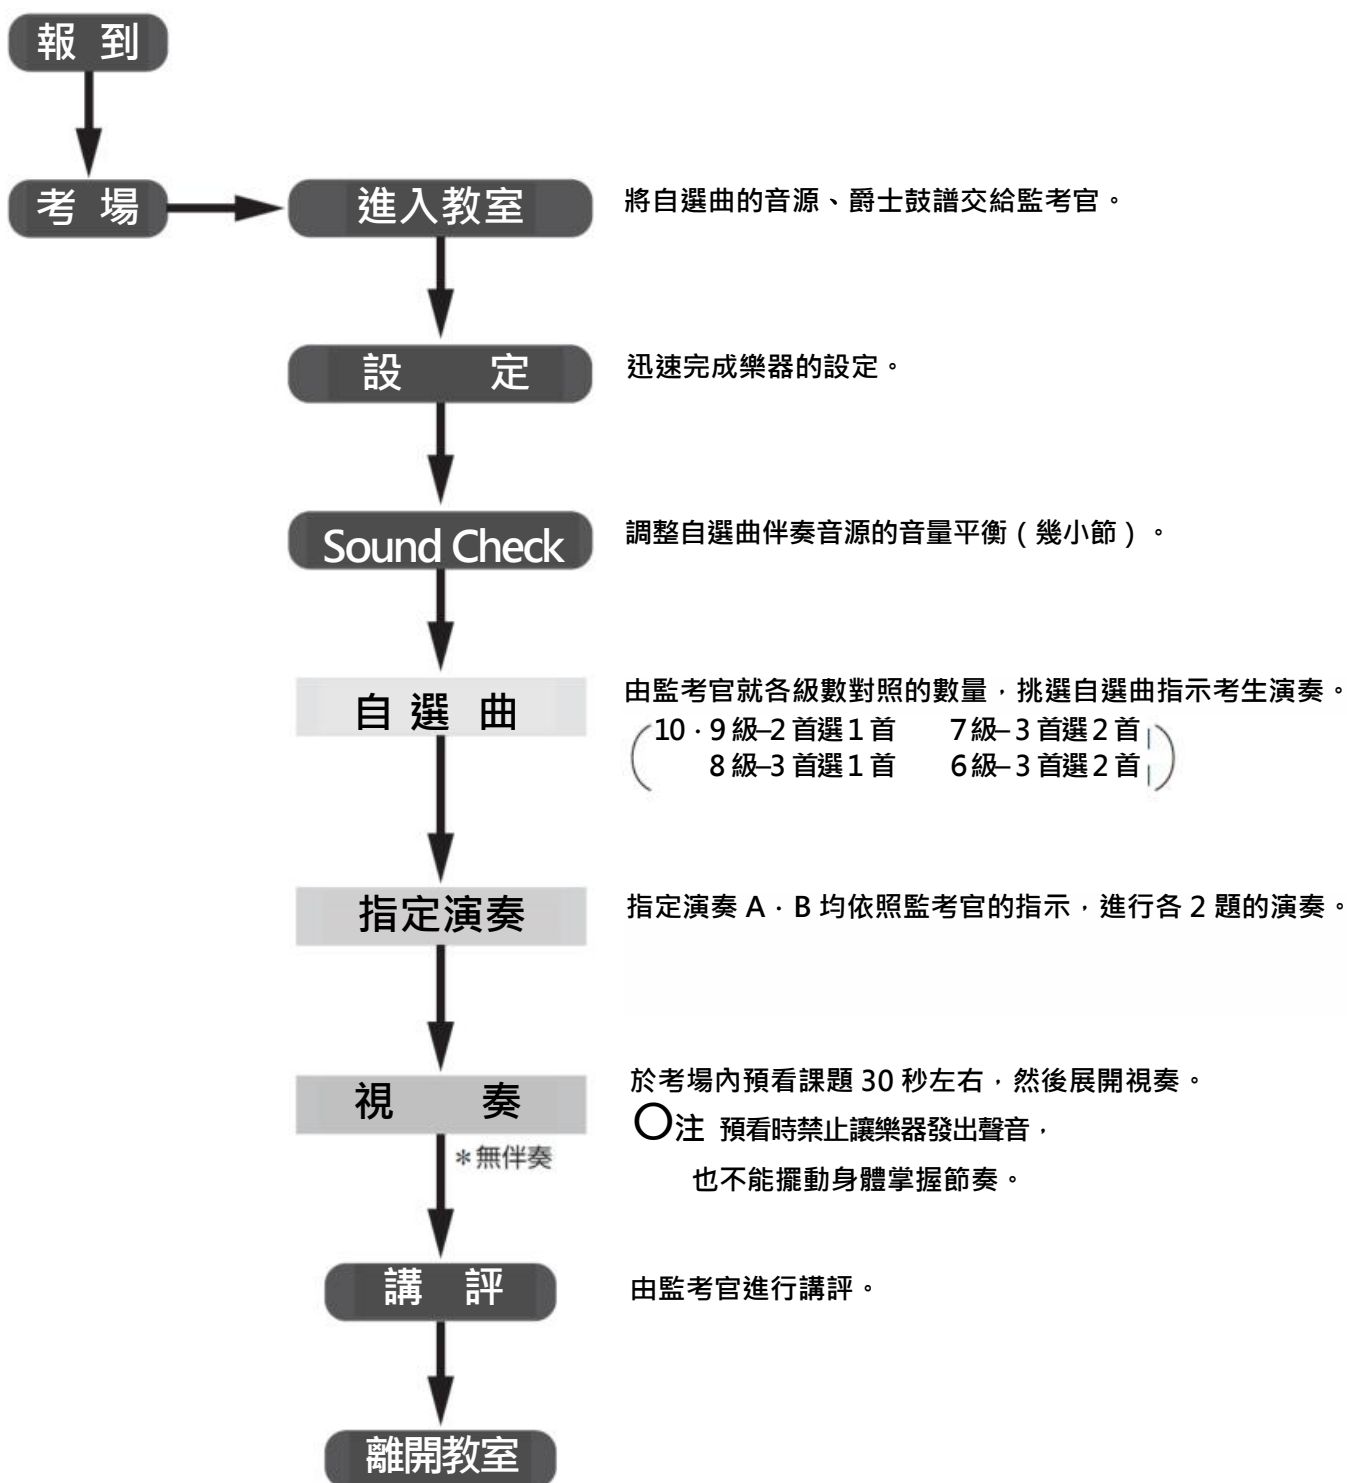 報到
考場
進入教室
將自選曲的音源、爵士鼓譜交給監考官。
設 定
迅速完成樂器的設定。
Sound Check
調整自選曲伴奏音源的音量平衡(幾小節)。
自選曲
由監考官就各級數對照的數量,挑選自選曲指示考生演奏。
10・9級–2首選1首 7級–3首選2首
8級–3首選1首 6級–3首選2首
指定演奏
指定演奏 A・B 均依照監考官的指示,進行各 2 題的演奏。
視 奏
*無伴奏
於考場內預看課題 30 秒左右,然後展開視奏。
〇注 預看時禁止讓樂器發出聲音,
也不能擺動身體掌握節奏。
講 評
由監考官進行講評。
離開教室